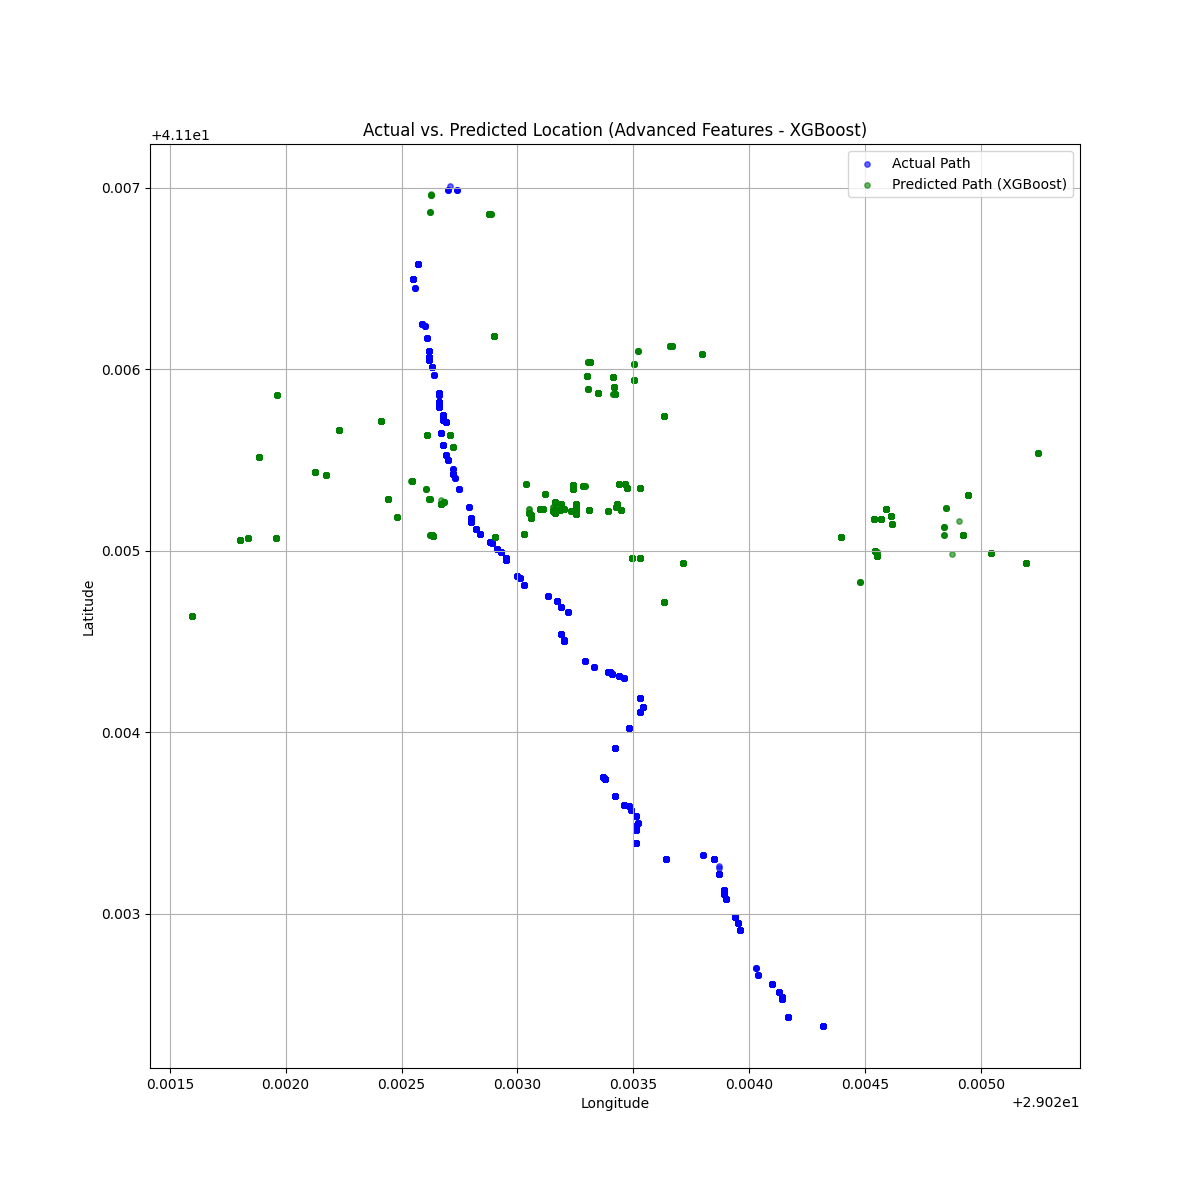 Actual vs. Predicted Location (Advanced Features - XGBoost)
+4.11e1
Actual Path
Predicted Path (XGBoost)
0.007
0.006
0.005
0.004
0.003
Latitude
0.0015 0.0020 0.0025 0.0030 0.0035 0.0040 0.0045 0.0050
Longitude
+2.902e1